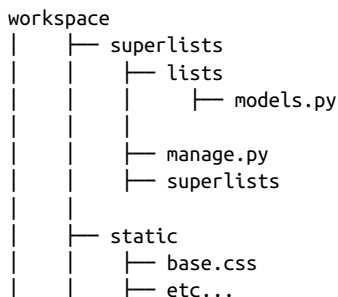 workspace
│    ├── superlists
│    │    ├── lists
│    │    │    ├── models.py
│    │    │
│    │    ├── manage.py
│    │    ├── superlists
│    │
│    ├── static
│    │    ├── base.css
│    │    ├── etc...